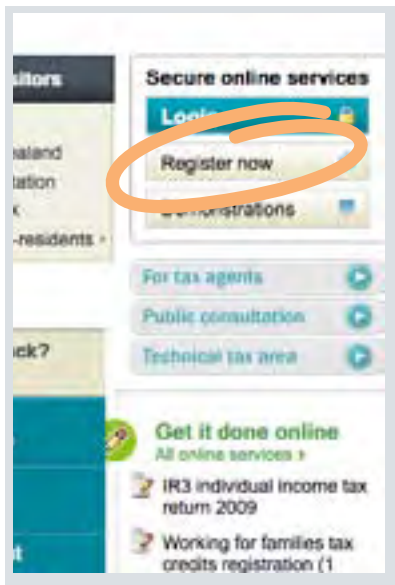 itors
Secure online services
Login
ealand
tation
x
-residents ›
Register now
Demonstrations
For tax agents
Public consultation
Technical tax area
ck?
Get it done online
All online services ›
IR3 individual income tax
return 2009
Working for families tax
credits registration (1
t